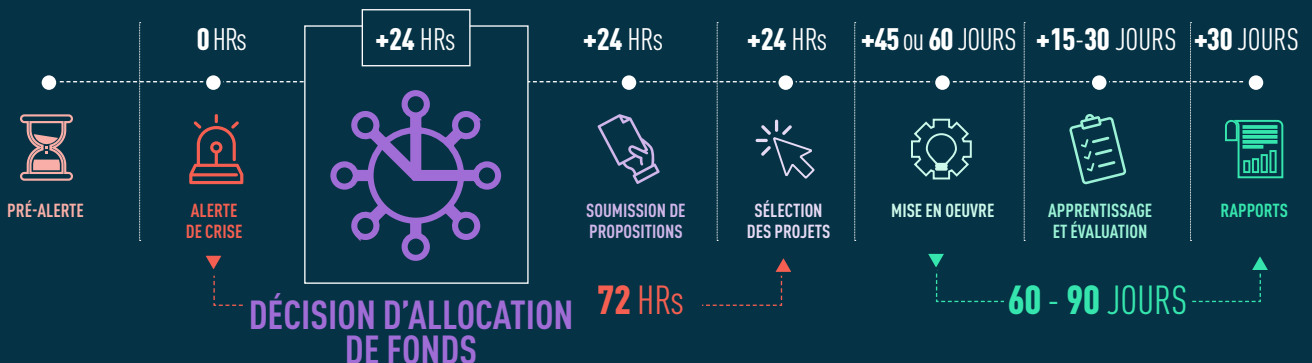 0 HRs
+24 HRs
+24 HRs
+24 HRs
+45 ou 60 JOURS
+15-30 JOURS
+30 JOURS
PRÉ-ALERTE
ALERTE
DE CRISE
SOUMISSION DE
PROPOSITIONS
SÉLECTION
DES PROJETS
MISE EN OEUVRE
APPRENTISSAGE
ET ÉVALUATION
RAPPORTS
DÉCISION D'ALLOCATION
DE FONDS
72 HRs
60 - 90 JOURS